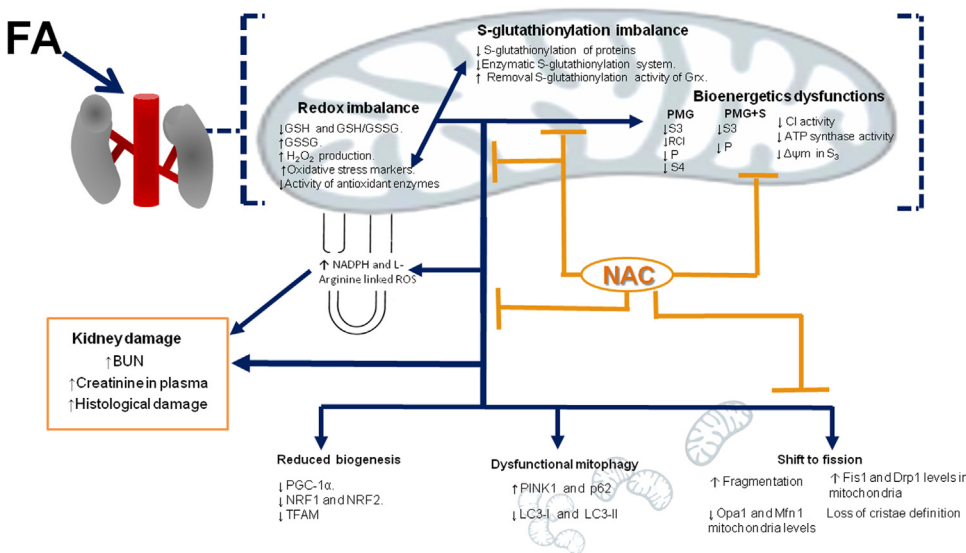 FA
S-glutathionylation imbalance
↓ S-glutathionylation of proteins
↓Enzymatic S-glutathionylation system.
↑ Removal S-glutathionylation activity of Grx.
Redox imbalance
↓GSH and GSH/GSSG.
↑GSSG.
↑H₂O₂ production.
↑Oxidative stress markers.
↓Activity of antioxidant enzymes
Bioenergetics dysfunctions
PMG
↓S3
↓RCI
↓P
↓S4
PMG+S
↓S3
↓P
↓CI activity
↓ATP synthase activity
↓Δψm in S₃
↑ NADPH and L-
Arginine linked ROS
NAC
Kidney damage
↑BUN
↑Creatinine in plasma
↑Histological damage
Reduced biogenesis
↓PGC-1α.
↓NRF1 and NRF2.
↓TFAM
Dysfunctional mitophagy
↑PINK1 and p62
↓LC3-I and LC3-II
Shift to fission
↑ Fragmentation
↓Opa1 and Mfn1
mitochondria levels
↑ Fis1 and Drp1 levels in
mitochondria
Loss of cristae definition